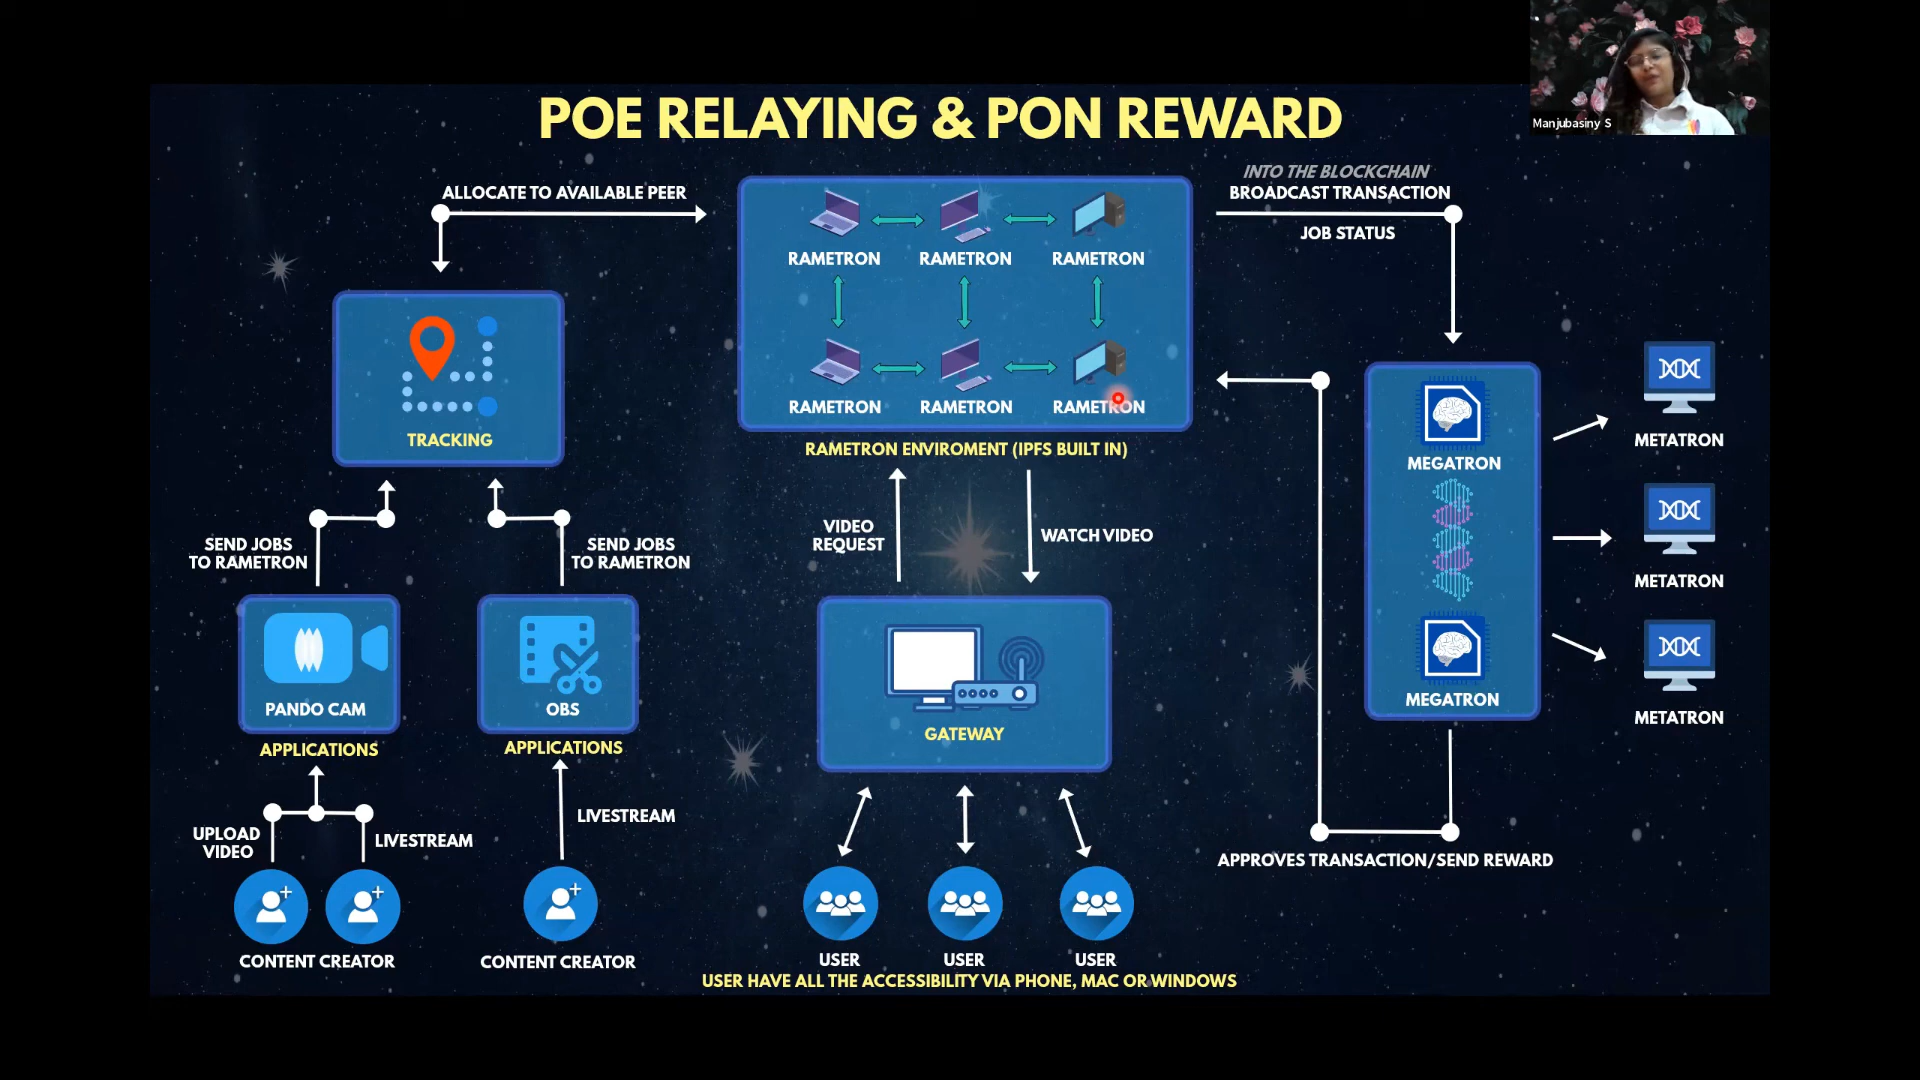 Manjubasiny S
POE RELAYING & PON REWARD
ALLOCATE TO AVAILABLE PEER
INTO THE BLOCKCHAIN
BROADCAST TRANSACTION
JOB STATUS
RAMETRON RAMETRON RAMETRON
RAMETRON RAMETRON RAMETRON
RAMETRON ENVIROMENT (IPFS BUILT IN)
TRACKING
SEND JOBS
TO RAMETRON
SEND JOBS
TO RAMETRON
PANDO CAM
APPLICATIONS
OBS
APPLICATIONS
UPLOAD
VIDEO
LIVESTREAM
LIVESTREAM
CONTENT CREATOR
CONTENT CREATOR
VIDEO
REQUEST
WATCH VIDEO
GATEWAY
USER USER USER
USER HAVE ALL THE ACCESSIBILITY VIA PHONE, MAC OR WINDOWS
MEGATRON
MEGATRON
METATRON
METATRON
METATRON
APPROVES TRANSACTION/SEND REWARD